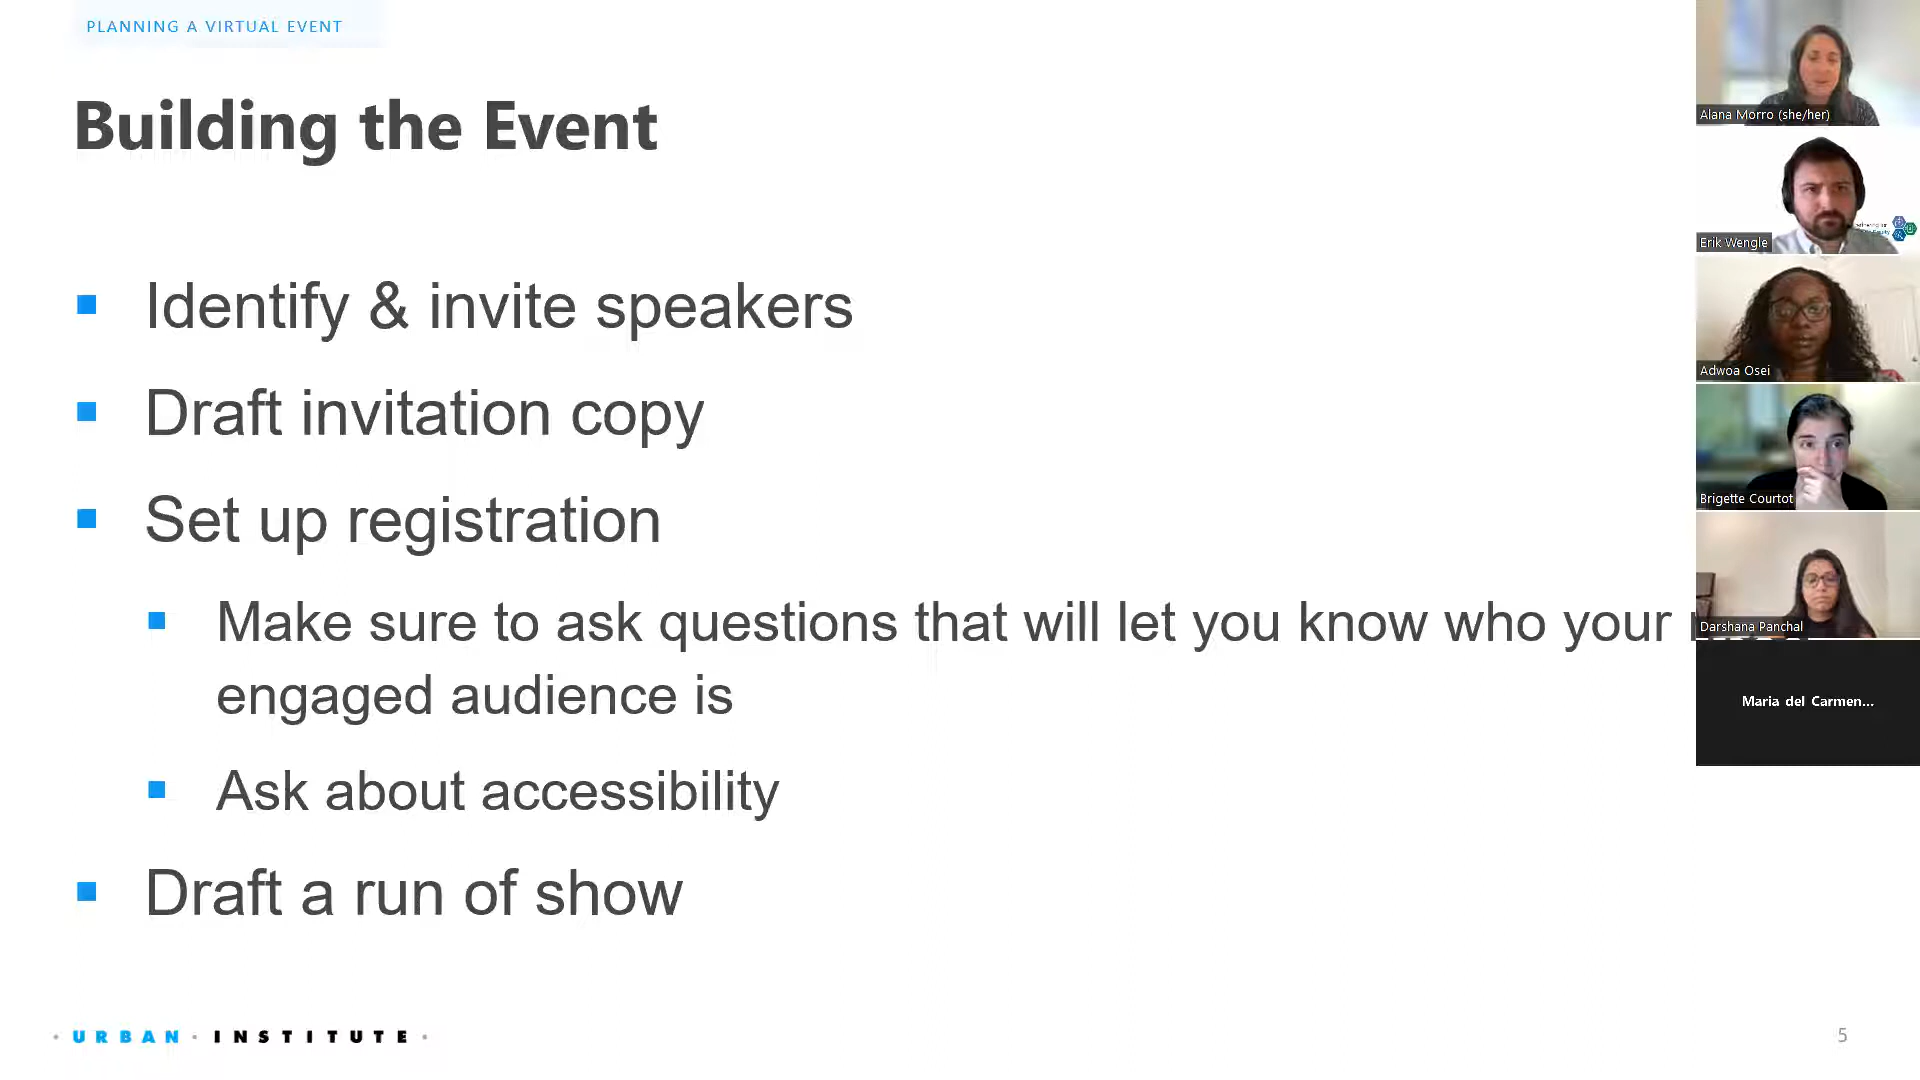 PLANNING A VIRTUAL EVENT
Building the Event
Identify & invite speakers
Draft invitation copy
Set up registration
Make sure to ask questions that will let you know who your
engaged audience is
Ask about accessibility
Draft a run of show
URBAN · INSTITUTE
5
Alana Morro (she/her)
Erik Wengle
Adwoa Osei
Brigette Courtot
Darshana Panchal
Maria del Carmen...